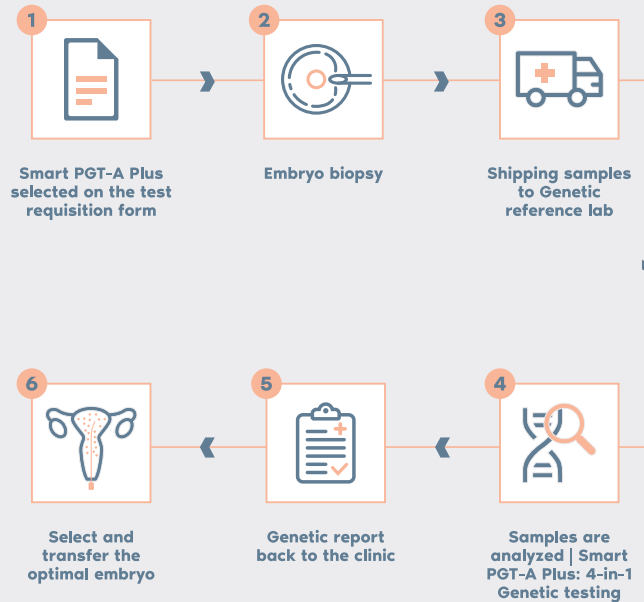 1
Smart PGT-A Plus
selected on the test
requisition form
2
Embryo biopsy
3
Shipping samples
to Genetic
reference lab
6
Select and
transfer the
optimal embryo
5
Genetic report
back to the clinic
4
Samples are
analyzed | Smart
PGT-A Plus: 4-in-1
Genetic testing